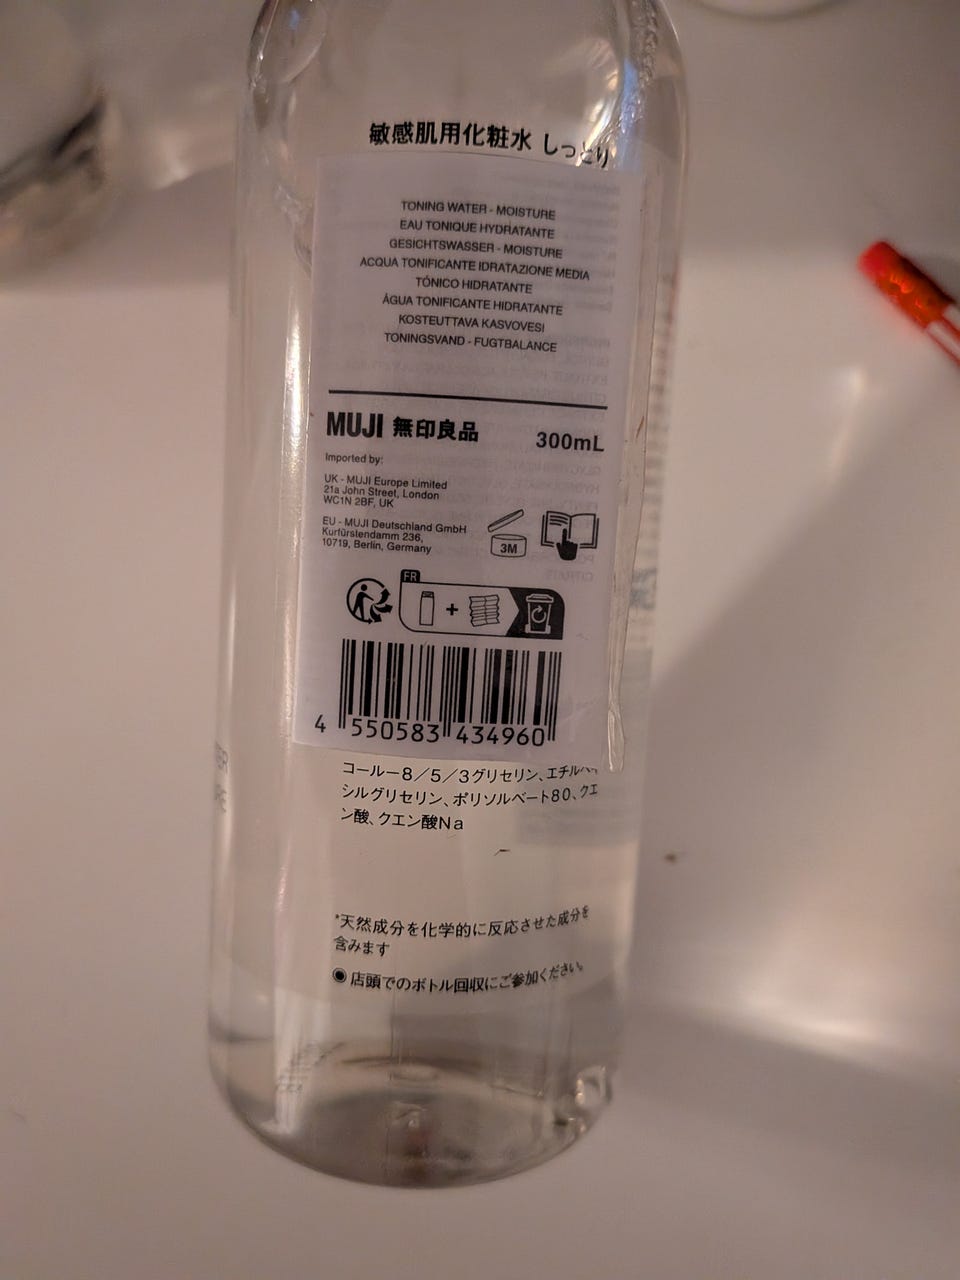 敏感肌用化粧水 しっとり
TONING WATER - MOISTURE
EAU TONIQUE HYDRATANTE
GESICHTSWASSER - MOISTURE
ACQUA TONIFICANTE IDRATAZIONE MEDIA
TÓNICO HIDRATANTE
ÁGUA TONIFICANTE HIDRATANTE
KOSTEUTTAVA KASVOVESI
TONINGSVAND - FUGTBALANCE
MUJI 無印良品 300mL
Imported by:
UK - MUJI Europe Limited
21a John Street, London
WC1N 2BF, UK
EU - MUJI Deutschland GmbH
Kurfürstendamm 236,
10719, Berlin, Germany
3M
FR
+
4 550583 434960
コールー8/5/3グリセリン、エチルヘキ
シルグリセリン、ポリソルベート80、クエ
ン酸、クエン酸Na
*天然成分を化学的に反応させた成分を
含みます
◉ 店頭でのボトル回収にご参加ください。